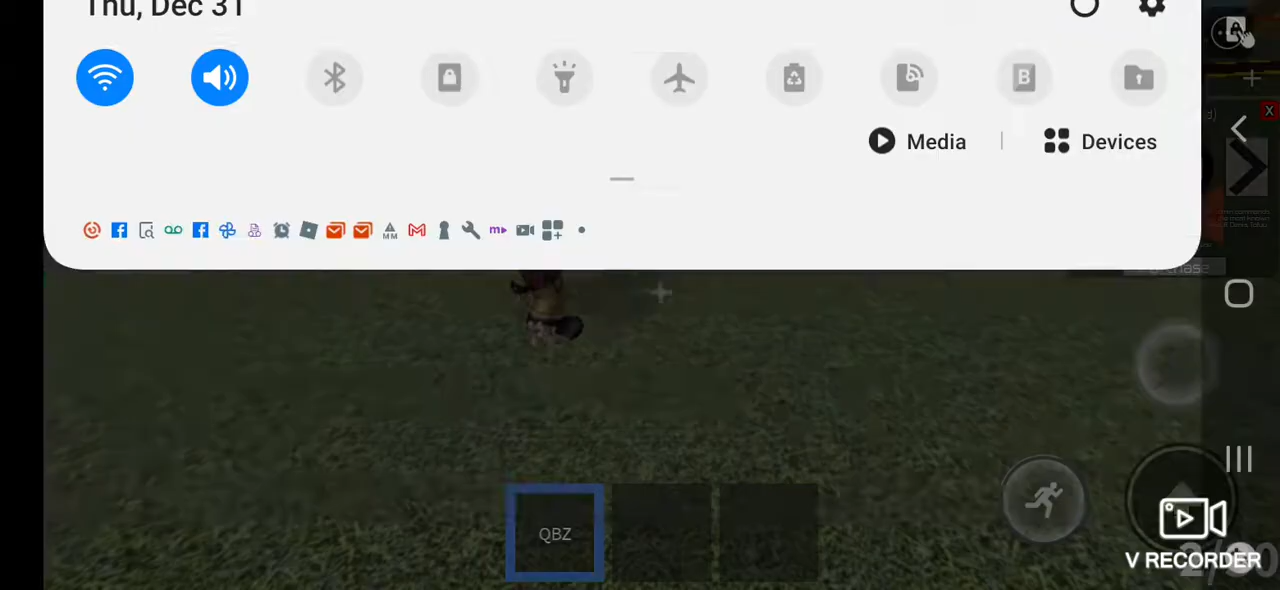 Thu, Dec 31
Media
Devices
QBZ
V RECORDER